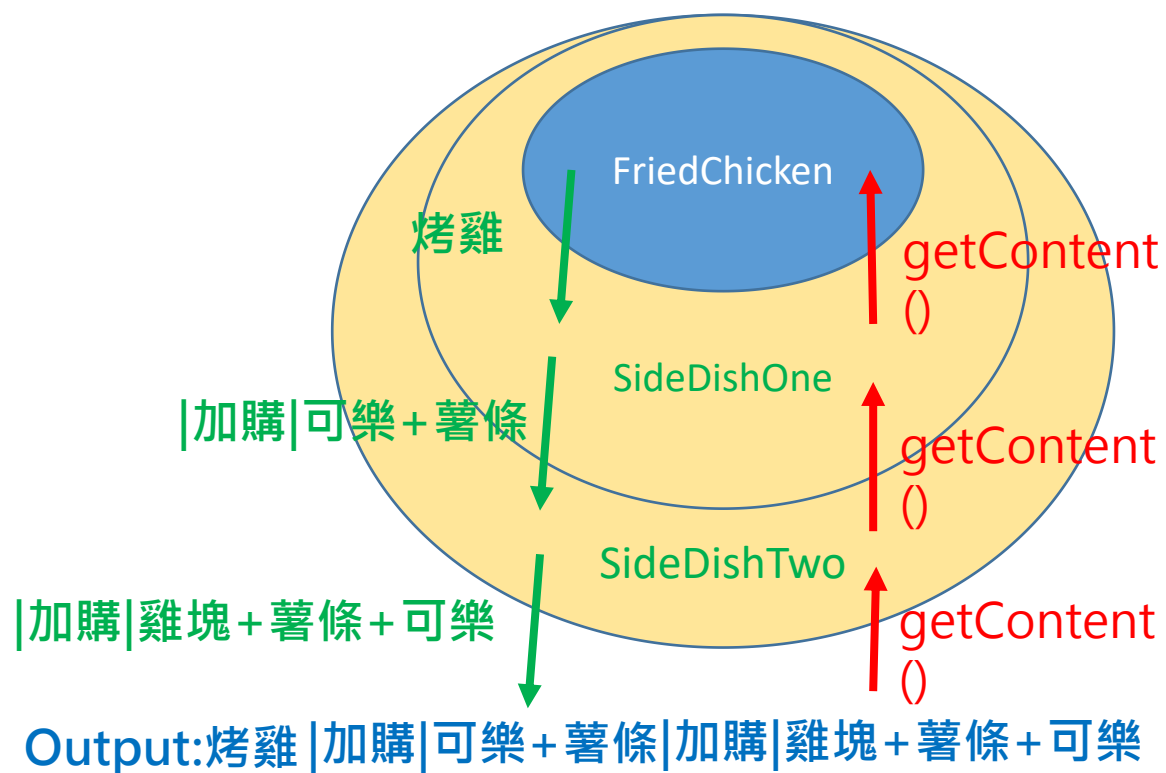 FriedChicken
烤雞
getContent
()
SideDishOne
|加購|可樂+薯條
getContent
()
SideDishTwo
|加購|雞塊+薯條+可樂
getContent
()
Output:烤雞|加購|可樂+薯條|加購|雞塊+薯條+可樂